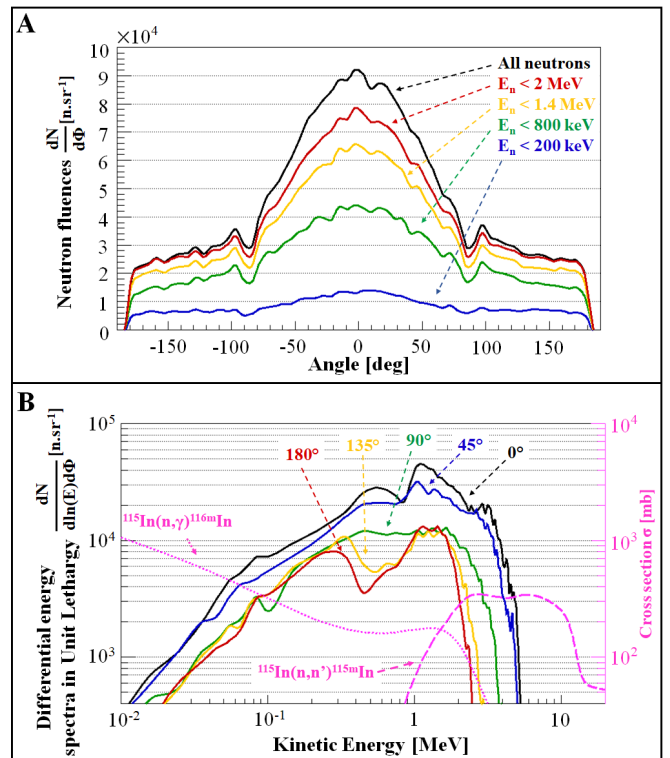 A
×10⁴
10
9
8
7
6
5
4
3
2
1
0
Neutron fluences dN/dΦ [n.sr⁻¹]
All neutrons
Eₙ < 2 MeV
Eₙ < 1.4 MeV
Eₙ < 800 keV
Eₙ < 200 keV
-150 -100 -50 0 50 100 150
Angle [deg]
B
Differential energy dN/dln(E)dΦ [n.sr⁻¹]
spectra in Unit Lethargy
10⁵
10⁴
10³
180°
135°
90°
45°
0°
¹¹⁵In(n,γ)¹¹⁶ᵐIn
¹¹⁵In(n,n’)¹¹⁵ᵐIn
10⁴
10³
10²
Cross section σ [mb]
10⁻² 10⁻¹ 1 10
Kinetic Energy [MeV]